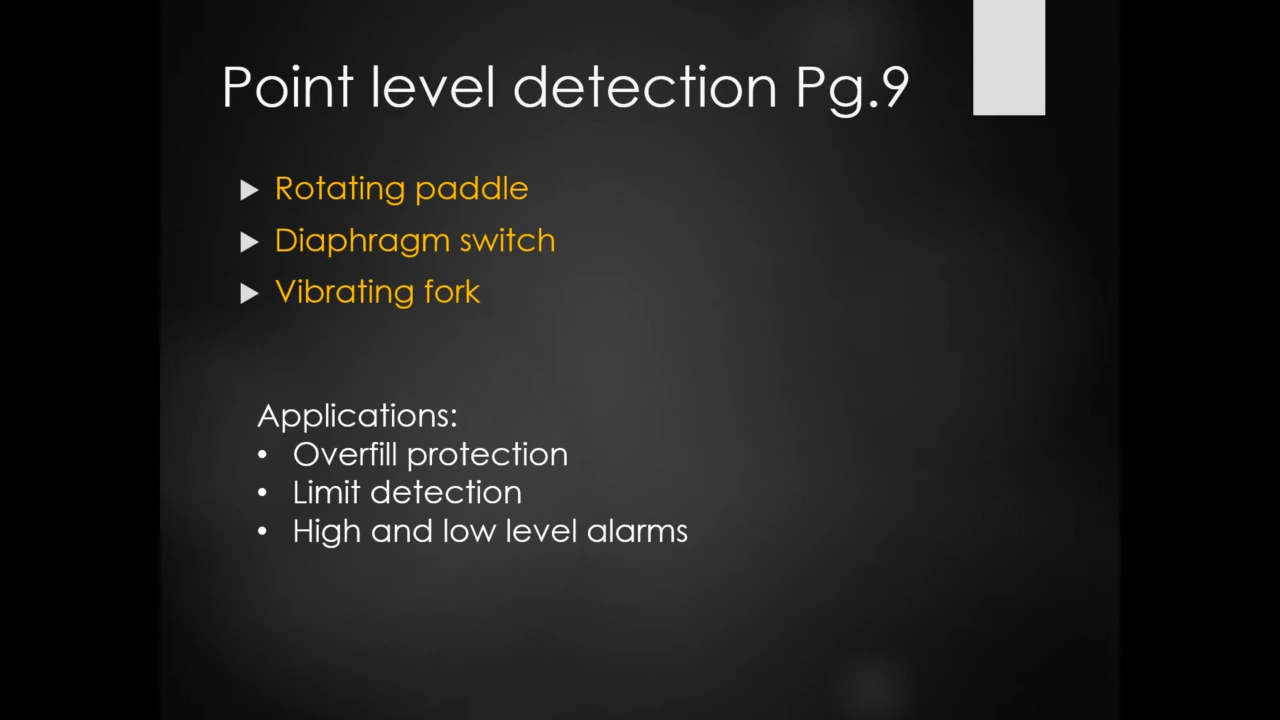 Point level detection Pg.9
Rotating paddle
Diaphragm switch
Vibrating fork
Applications:
• Overfill protection
• Limit detection
• High and low level alarms